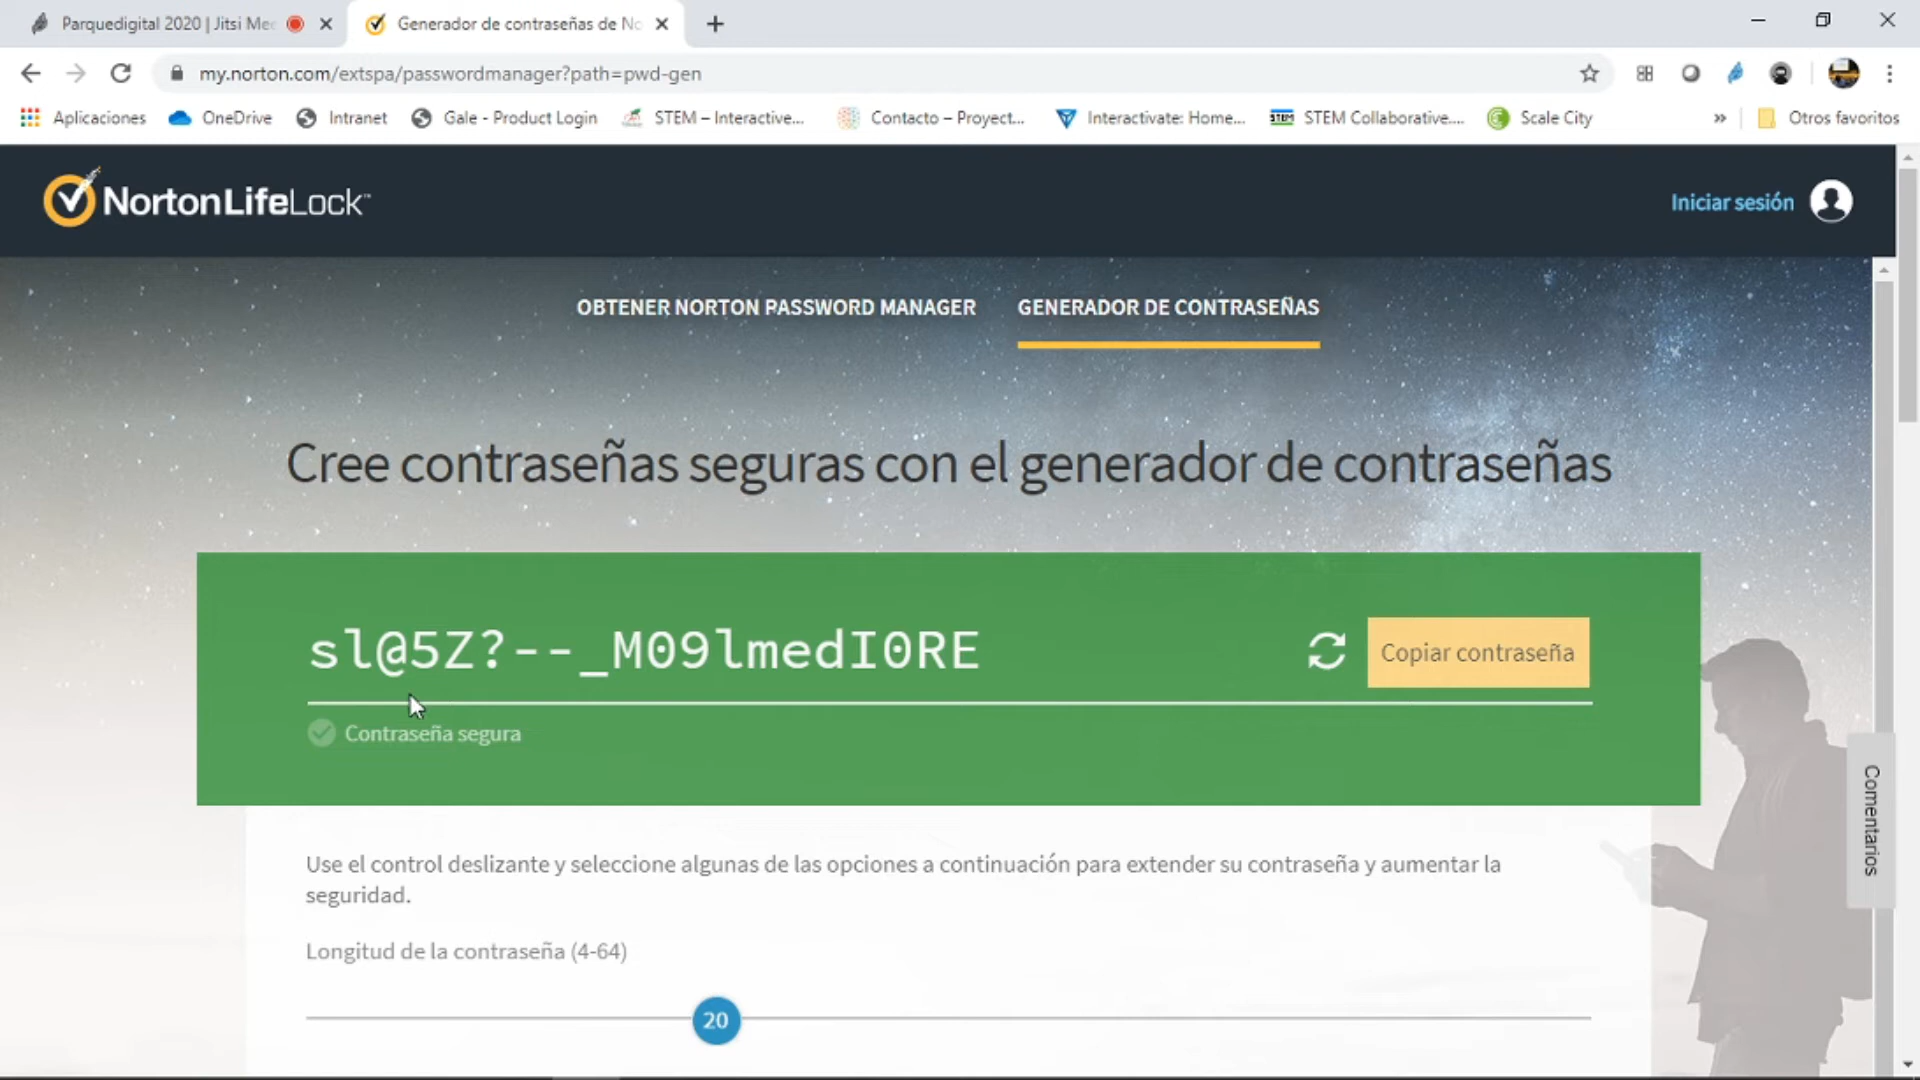 Parquedigital 2020 | Jitsi Mee
Generador de contraseñas de No
my.norton.com/extspa/passwordmanager?path=pwd-gen
Aplicaciones
OneDrive
Intranet
Gale - Product Login
STEM – Interactive...
Contacto – Proyect...
Interactivate: Home...
STEM
STEM Collaborative....
Scale City
»
Otros favoritos
NortonLifeLock™
Iniciar sesión
OBTENER NORTON PASSWORD MANAGER
GENERADOR DE CONTRASEÑAS
Cree contraseñas seguras con el generador de contraseñas
sl@5Z?--_M09lmedI0RE
Copiar contraseña
Contraseña segura
Comentarios
Use el control deslizante y seleccione algunas de las opciones a continuación para extender su contraseña y aumentar la
seguridad.
Longitud de la contraseña (4-64)
20